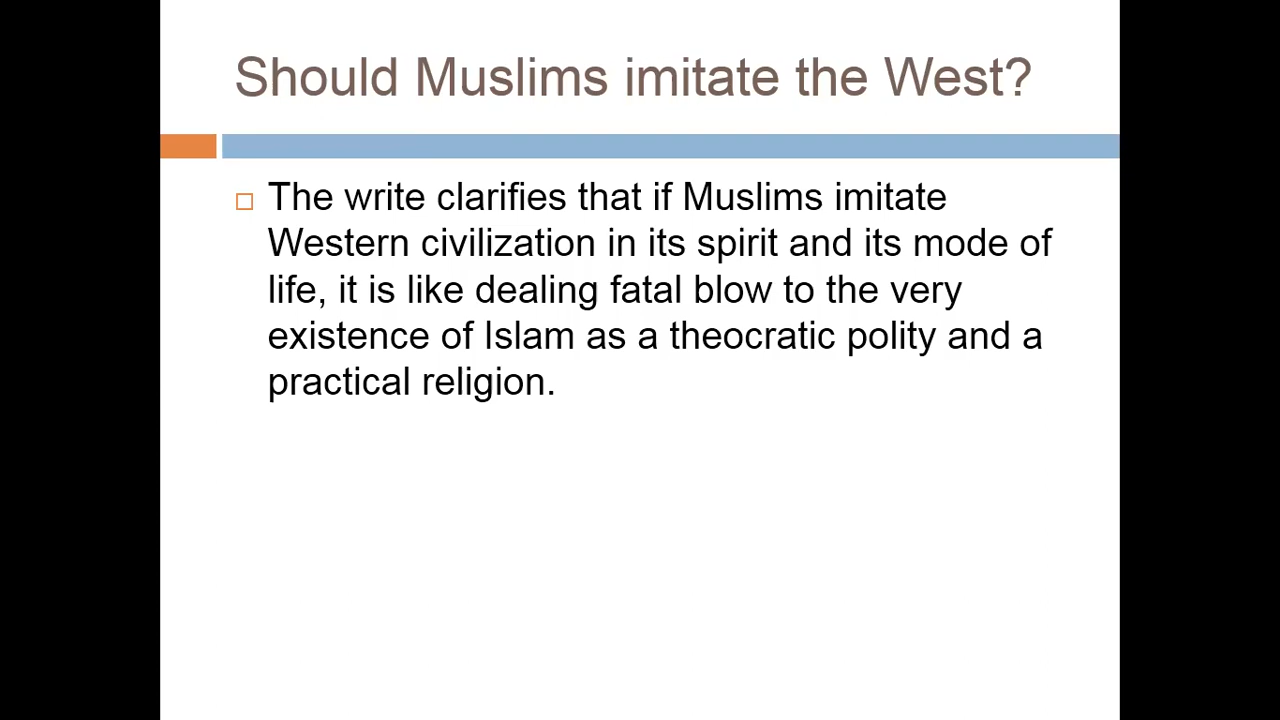 Should Muslims imitate the West?
The write clarifies that if Muslims imitate
Western civilization in its spirit and its mode of
life, it is like dealing fatal blow to the very
existence of Islam as a theocratic polity and a
practical religion.